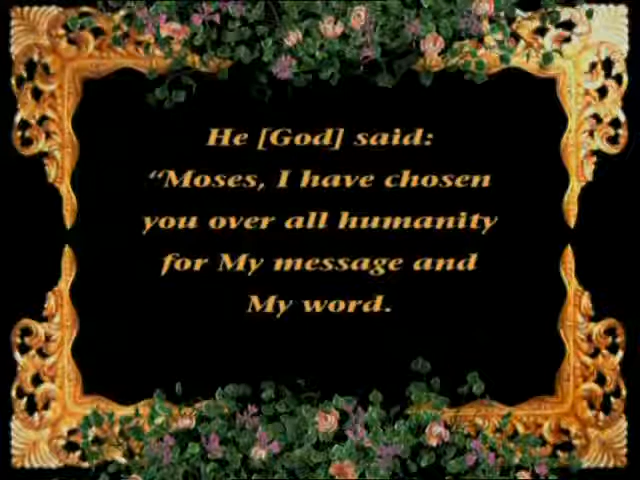 He [God] said:
“Moses, I have chosen
you over all humanity
for My message and
My word.